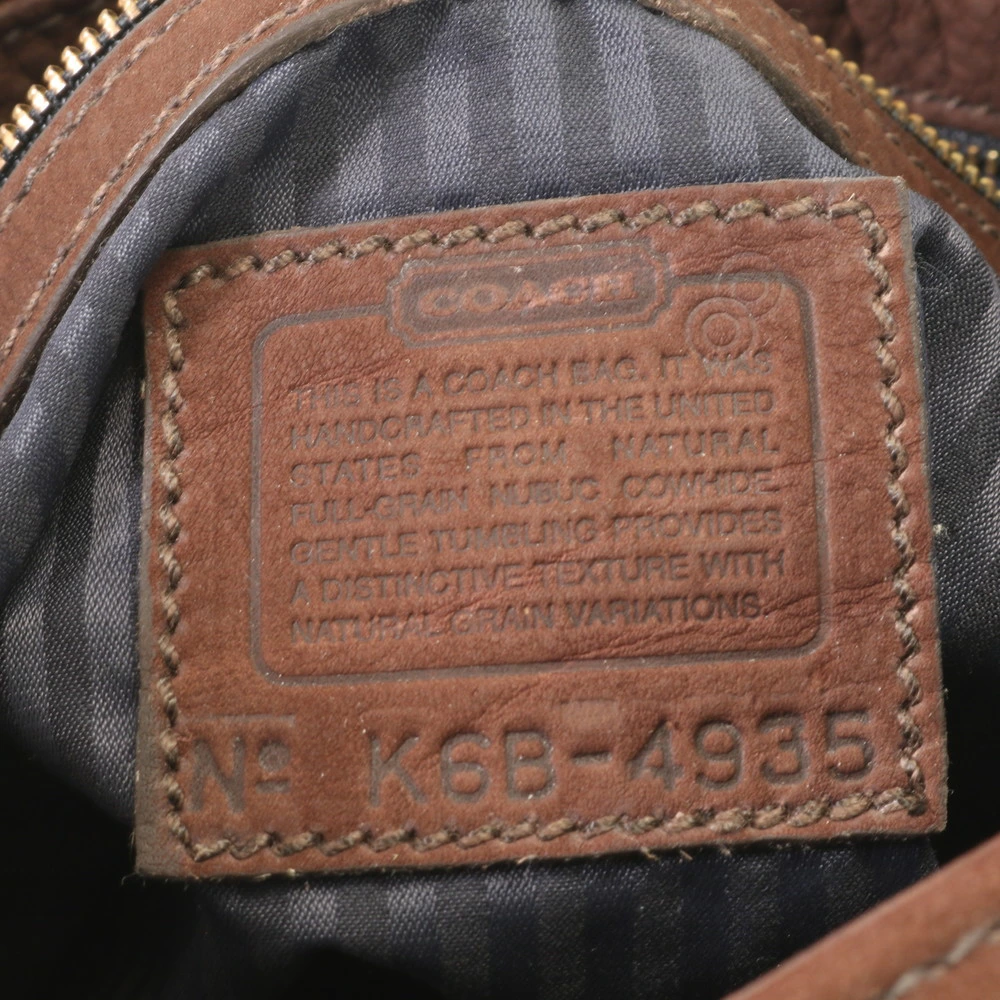 COACH
®
THIS IS A COACH BAG. IT WAS
HANDCRAFTED IN THE UNITED
STATES FROM NATURAL
FULL-GRAIN NUBUC COWHIDE.
GENTLE TUMBLING PROVIDES
A DISTINCTIVE TEXTURE WITH
NATURAL GRAIN VARIATIONS.
Nº K6B-4935